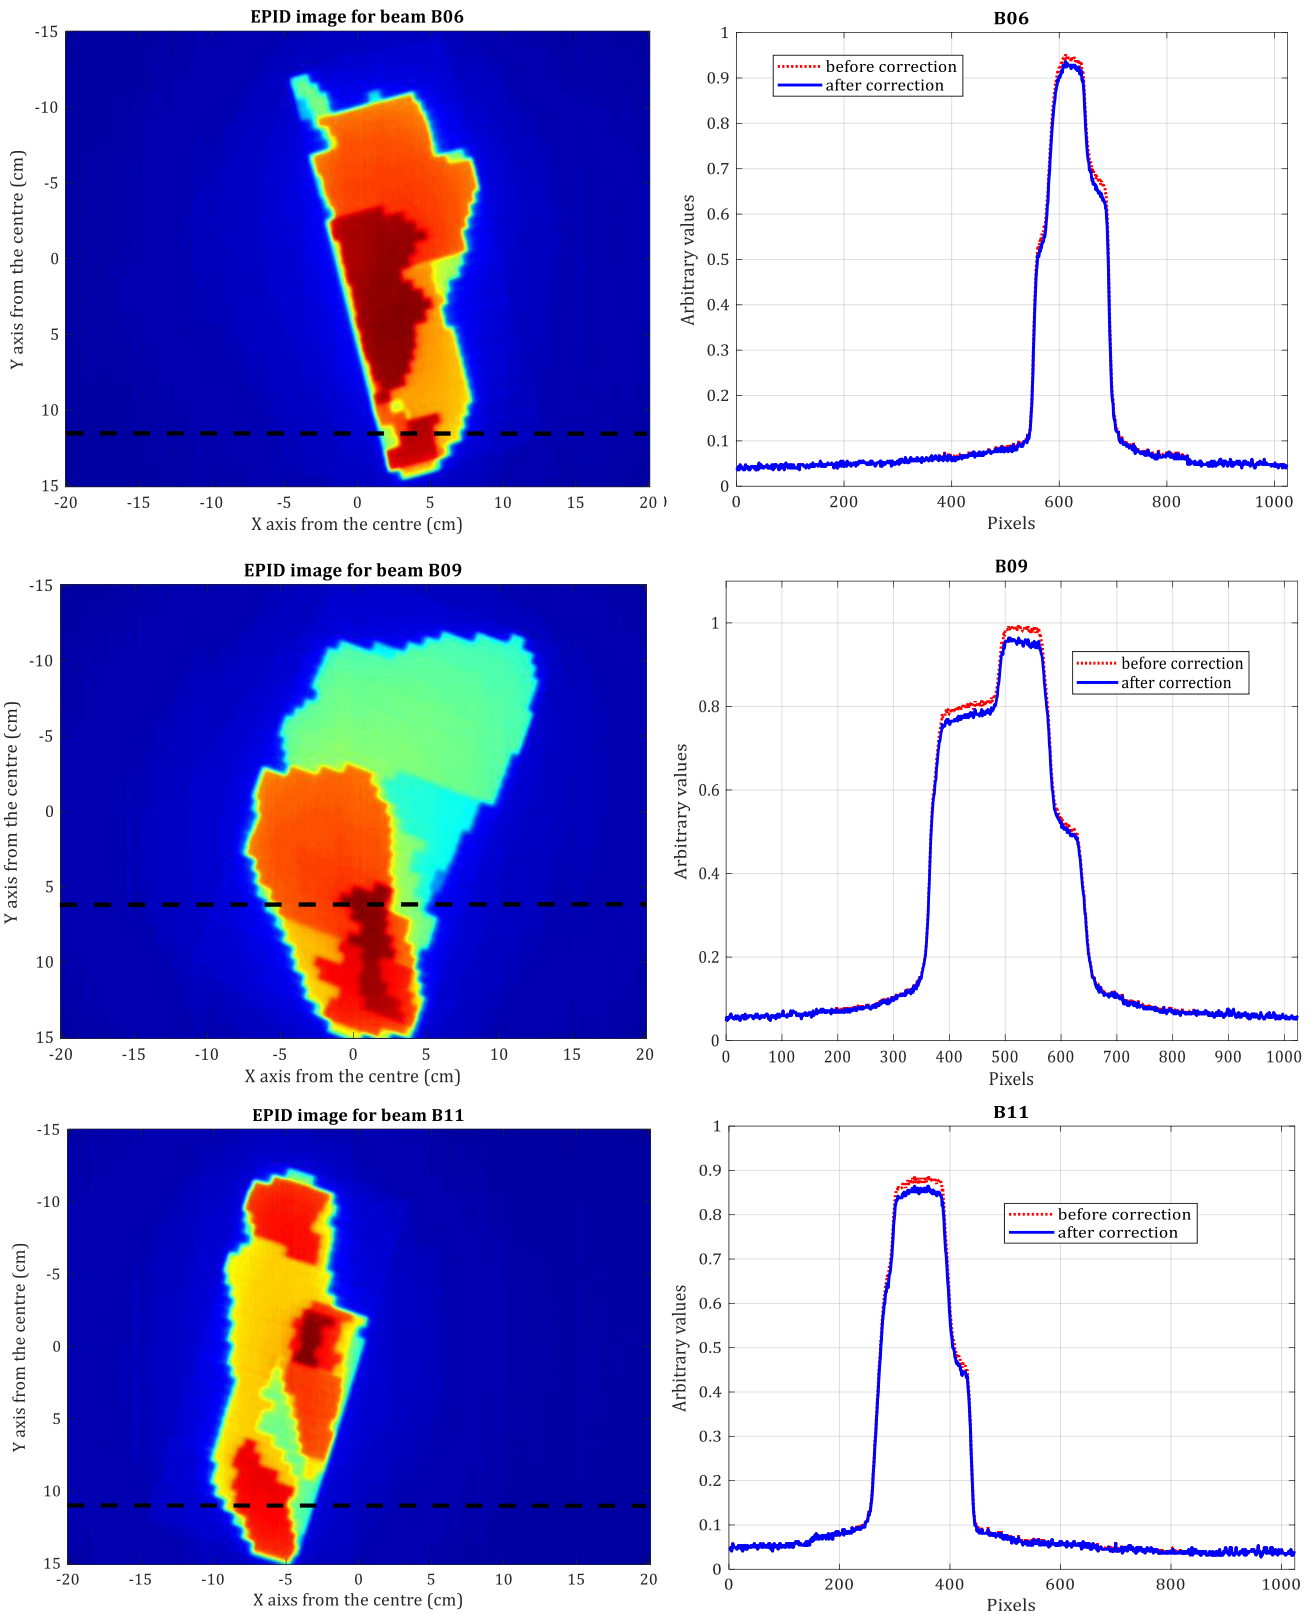 EPID image for beam B06
-15
-10
-5
0
5
10
15
-20 -15 -10 -5 0 5 10 15 20
X axis from the centre (cm)
Y axis from the centre (cm)
B06
before correction
after correction
1
0.9
0.8
0.7
0.6
0.5
0.4
0.3
0.2
0.1
0
0 200 400 600 800 1000
Pixels
Arbitrary values
EPID image for beam B09
-15
-10
-5
0
5
10
15
-20 -15 -10 -5 0 5 10 15 20
X axis from the centre (cm)
Y axis from the centre (cm)
B09
before correction
after correction
1
0.8
0.6
0.4
0.2
0
0 100 200 300 400 500 600 700 800 900 1000
Pixels
Arbitrary values
EPID image for beam B11
-15
-10
-5
0
5
10
15
-20 -15 -10 -5 0 5 10 15 20
X aixs from the centre (cm)
Y axis from the centre (cm)
B11
before correction
after correction
1
0.9
0.8
0.7
0.6
0.5
0.4
0.3
0.2
0.1
0
0 200 400 600 800 1000
Pixels
Arbitrary values